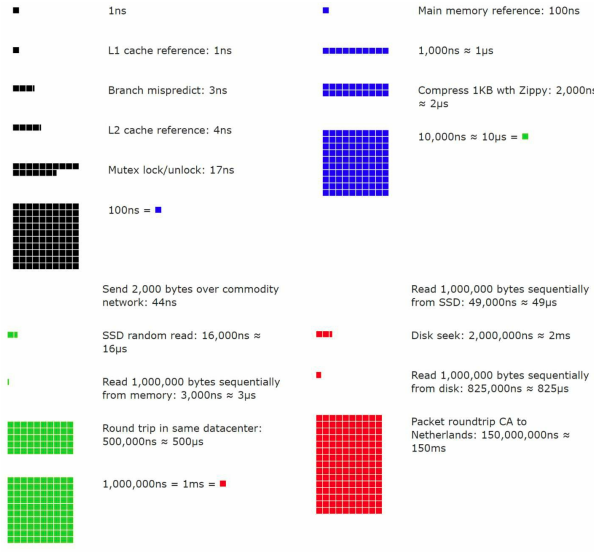 1ns
L1 cache reference: 1ns
Branch mispredict: 3ns
L2 cache reference: 4ns
Mutex lock/unlock: 17ns
100ns =
Main memory reference: 100ns
1,000ns ≈ 1µs
Compress 1KB wth Zippy: 2,000ns
≈ 2µs
10,000ns ≈ 10µs =
Send 2,000 bytes over commodity
network: 44ns
SSD random read: 16,000ns ≈
16µs
Read 1,000,000 bytes sequentially
from memory: 3,000ns ≈ 3µs
Round trip in same datacenter:
500,000ns ≈ 500µs
1,000,000ns = 1ms =
Read 1,000,000 bytes sequentially
from SSD: 49,000ns ≈ 49µs
Disk seek: 2,000,000ns ≈ 2ms
Read 1,000,000 bytes sequentially
from disk: 825,000ns ≈ 825µs
Packet roundtrip CA to
Netherlands: 150,000,000ns ≈
150ms